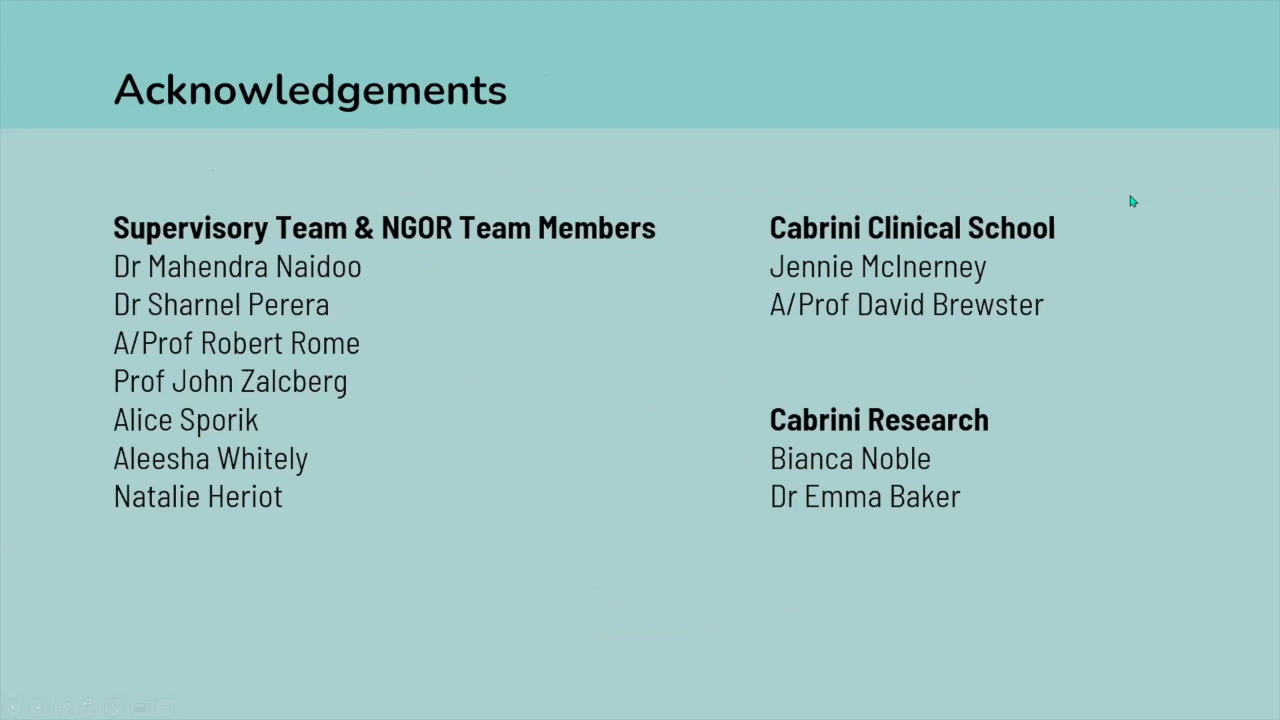 Acknowledgements
Supervisory Team & NGOR Team Members
Dr Mahendra Naidoo
Dr Sharnel Perera
A/Prof Robert Rome
Prof John Zalcberg
Alice Sporik
Aleesha Whitely
Natalie Heriot
Cabrini Clinical School
Jennie McInerney
A/Prof David Brewster
Cabrini Research
Bianca Noble
Dr Emma Baker